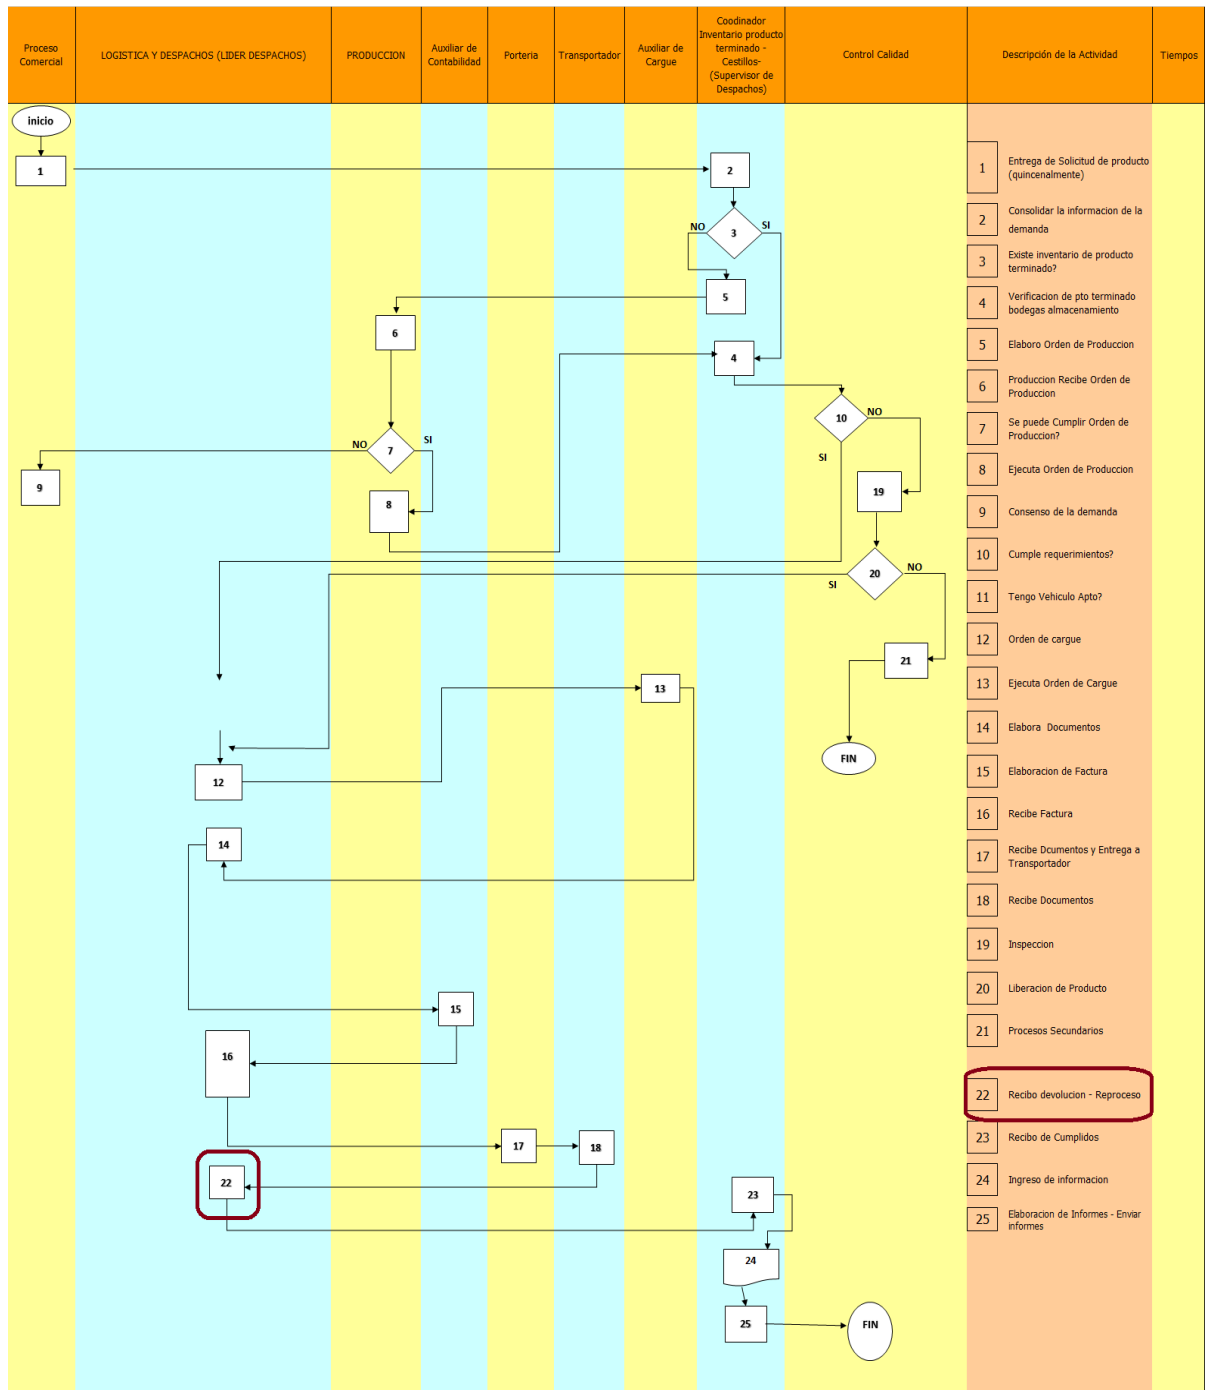 Proceso
Comercial
LOGISTICA Y DESPACHOS (LIDER DESPACHOS)
PRODUCCION
Auxiliar de
Contabilidad
Porteria
Transportador
Auxiliar de
Cargue
Coodinador
Inventario producto
terminado -
Cestillos-
(Supervisor de
Despachos)
Control Calidad
Descripción de la Actividad
Tiempos
inicio
1
2
3
NO
SI
5
6
4
10
NO
SI
7
NO
SI
9
8
19
20
NO
SI
21
13
FIN
12
14
15
16
17
18
22
23
24
25
FIN
1
Entrega de Solicitud de producto
(quincenalmente)
2
Consolidar la informacion de la
demanda
3
Existe inventario de producto
terminado?
4
Verificacion de pto terminado
bodegas almacenamiento
5
Elaboro Orden de Produccion
6
Produccion Recibe Orden de
Produccion
7
Se puede Cumplir Orden de
Produccion?
8
Ejecuta Orden de Produccion
9
Consenso de la demanda
10
Cumple requerimientos?
11
Tengo Vehiculo Apto?
12
Orden de cargue
13
Ejecuta Orden de Cargue
14
Elabora Documentos
15
Elaboracion de Factura
16
Recibe Factura
17
Recibe Dcumentos y Entrega a
Transportador
18
Recibe Documentos
19
Inspeccion
20
Liberacion de Producto
21
Procesos Secundarios
22
Recibo devolucion - Reproceso
23
Recibo de Cumplidos
24
Ingreso de informacion
25
Elaboracion de Informes - Enviar
informes